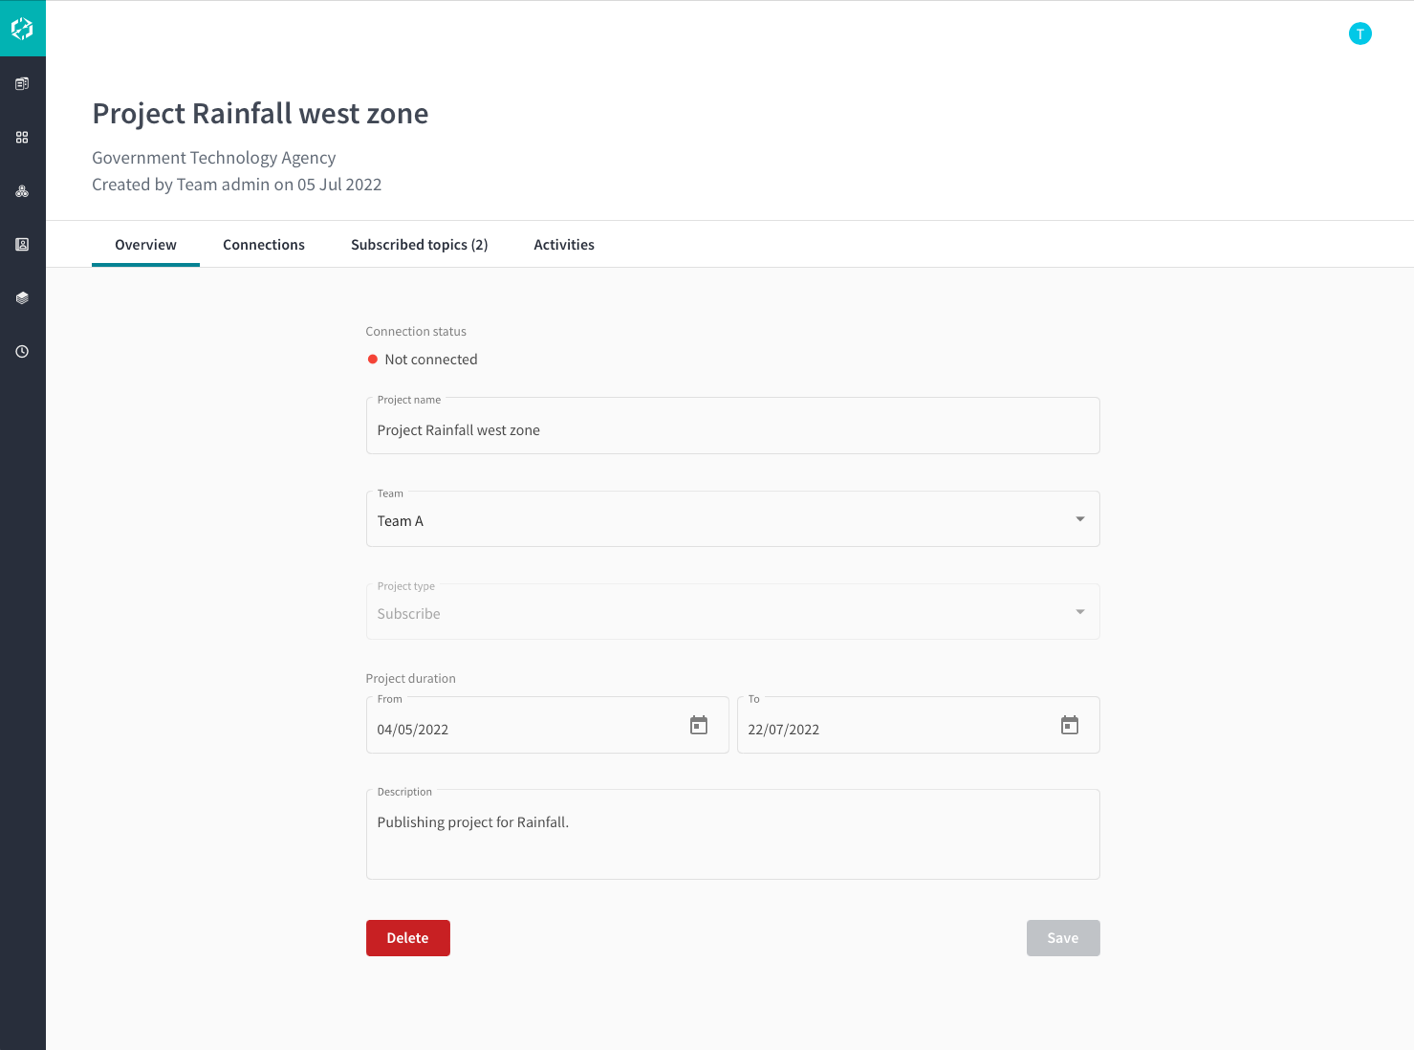 T
Project Rainfall west zone
Government Technology Agency
Created by Team admin on 05 Jul 2022
Overview
Connections
Subscribed topics (2)
Activities
Connection status
Not connected
Project name
Project Rainfall west zone
Team
Team A
Project type
Subscribe
Project duration
From
04/05/2022
To
22/07/2022
Description
Publishing project for Rainfall.
Delete
Save